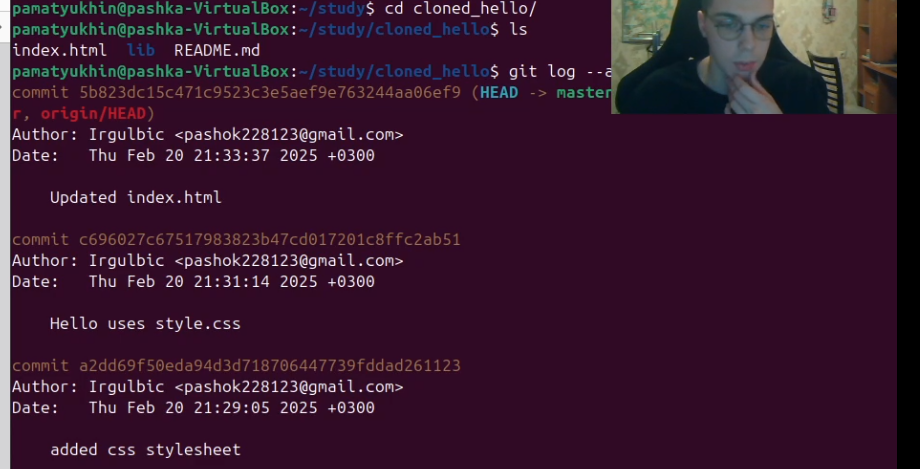 pamatyukhin@pashka-VirtualBox:~/study$ cd cloned_hello/
pamatyukhin@pashka-VirtualBox:~/study/cloned_hello$ ls
index.html lib README.md
pamatyukhin@pashka-VirtualBox:~/study/cloned_hello$ git log --a
commit 5b823dc15c471c9523c3e5aef9e763244aa06ef9 (HEAD -> master
r, origin/HEAD)
Author: Irgulbic <pashok228123@gmail.com>
Date: Thu Feb 20 21:33:37 2025 +0300
Updated index.html
commit c696027c67517983823b47cd017201c8ffc2ab51
Author: Irgulbic <pashok228123@gmail.com>
Date: Thu Feb 20 21:31:14 2025 +0300
Hello uses style.css
commit a2dd69f50eda94d3d718706447739fddad261123
Author: Irgulbic <pashok228123@gmail.com>
Date: Thu Feb 20 21:29:05 2025 +0300
added css stylesheet